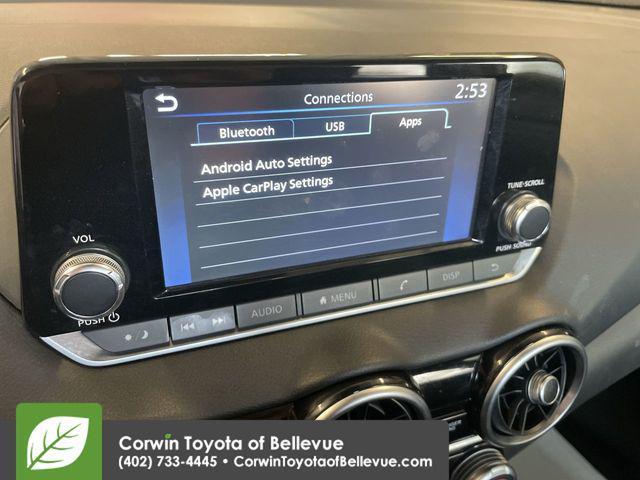 Connections
2:53
Bluetooth
USB
Apps
Android Auto Settings
Apple CarPlay Settings
VOL
PUSH
TUNE·SCROLL
PUSH SOUND
AUDIO
MENU
DISP
Corwin Toyota of Bellevue
(402) 733-4445 • CorwinToyotaofBellevue.com